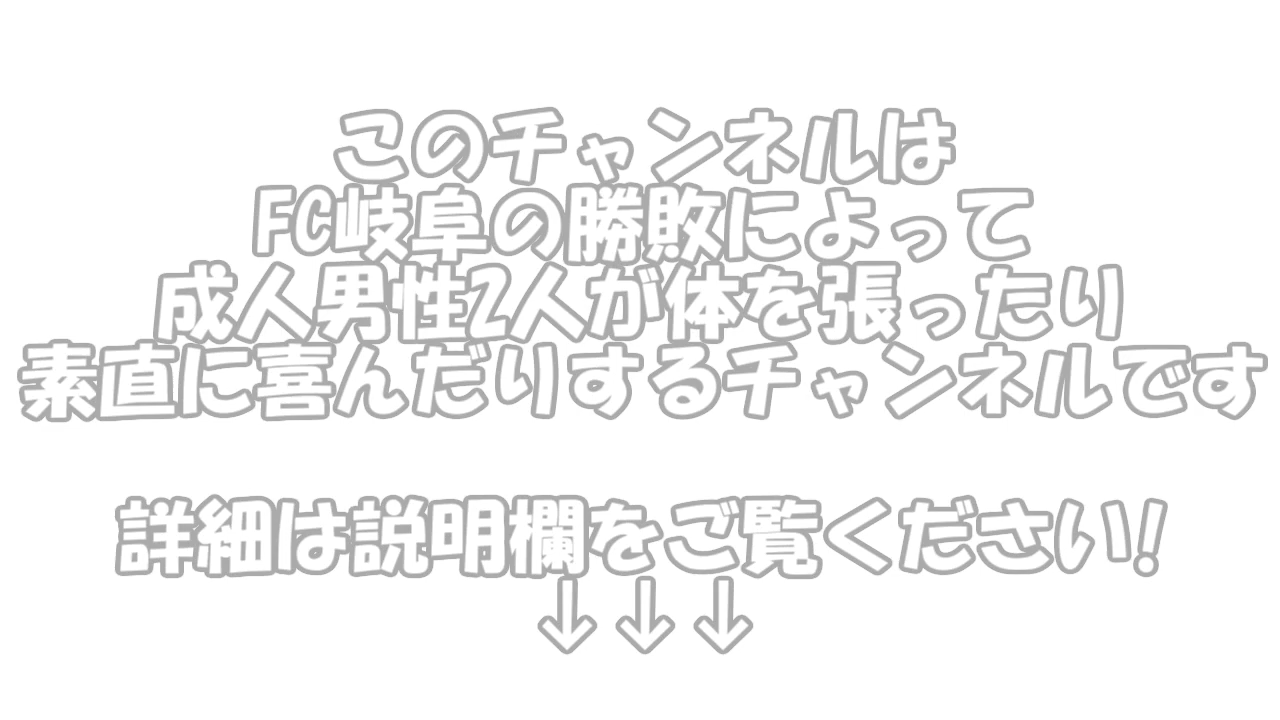 このチャンネルは
FC岐阜の勝敗によって
成人男性2人が体を張ったり
素直に喜んだりするチャンネルです
詳細は説明欄をご覧ください!
↓↓↓